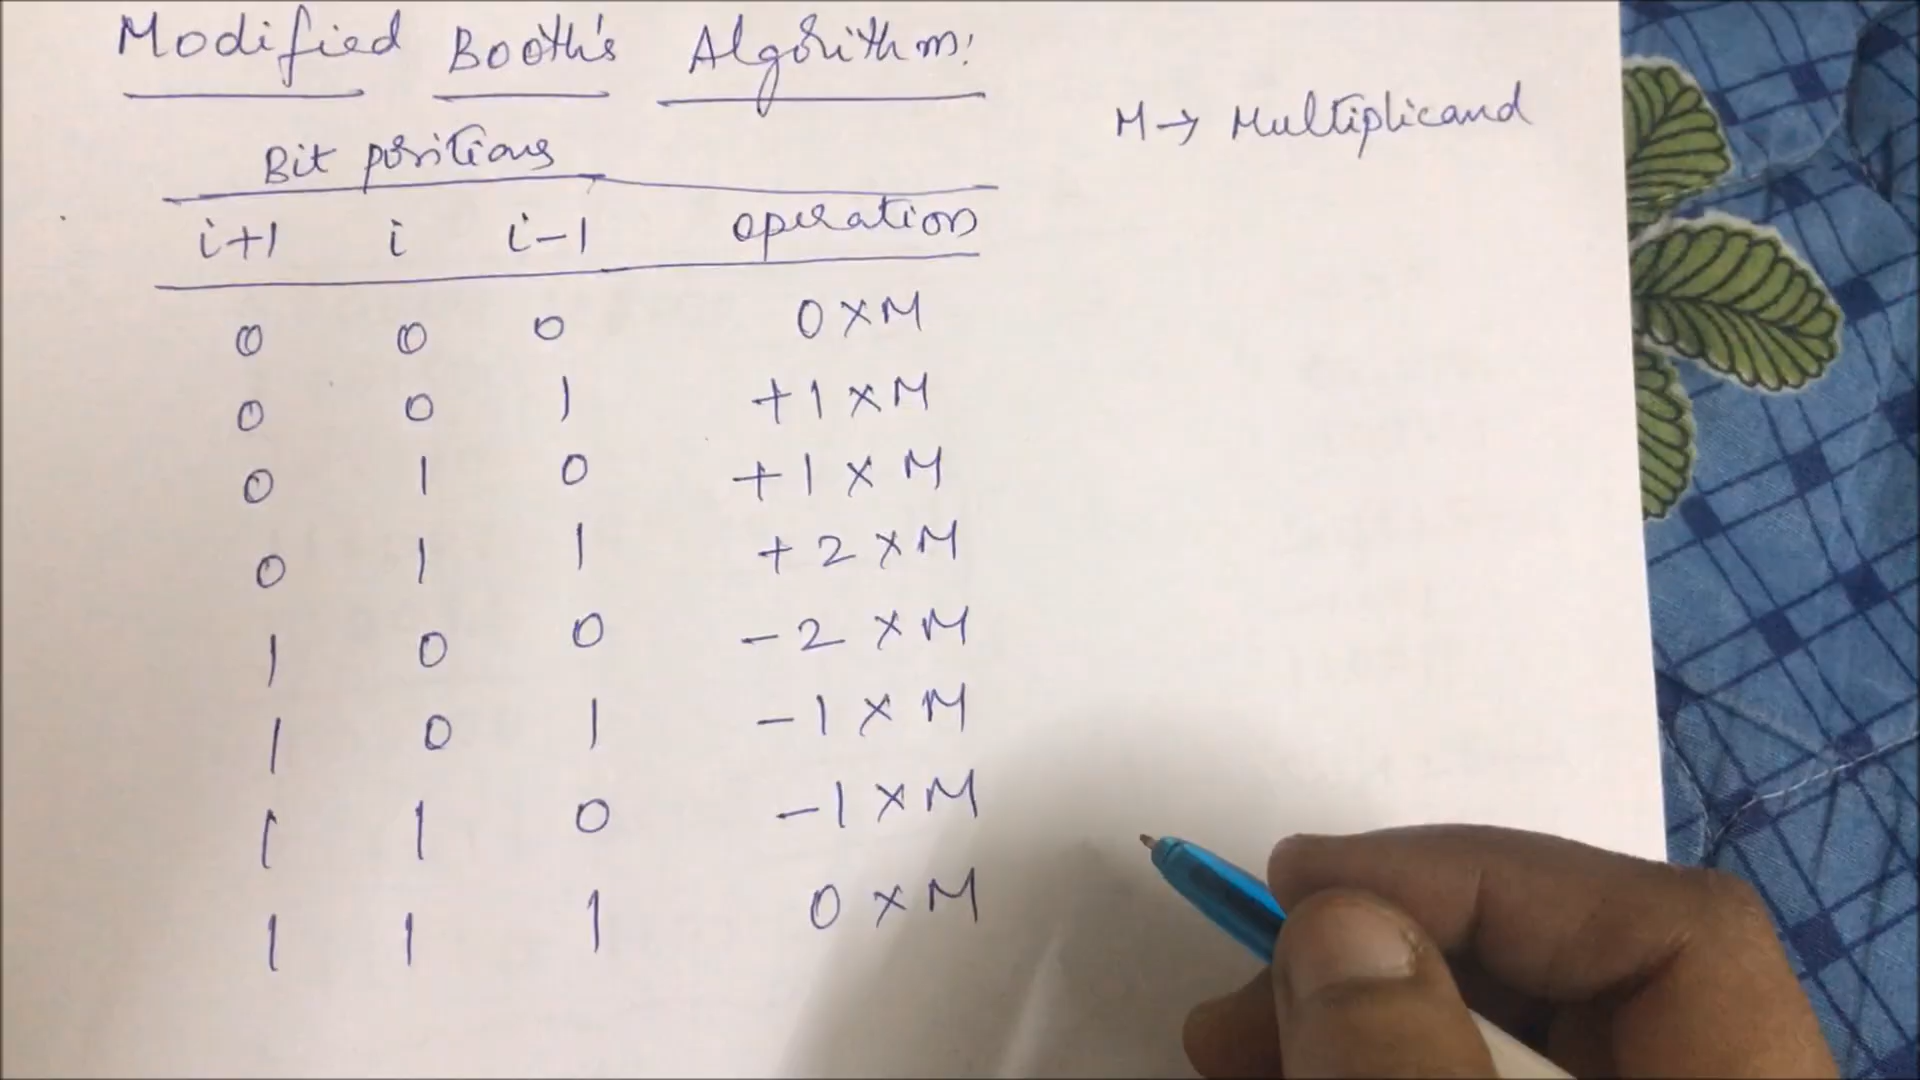 Modified Booth's Algorithm:
M → Multiplicand
Bit positions
i+1 i i-1 operation
0 0 0 0 × M
0 0 1 +1 × M
0 1 0 +1 × M
0 1 1 +2 × M
1 0 0 -2 × M
1 0 1 -1 × M
1 1 0 -1 × M
1 1 1 0 × M